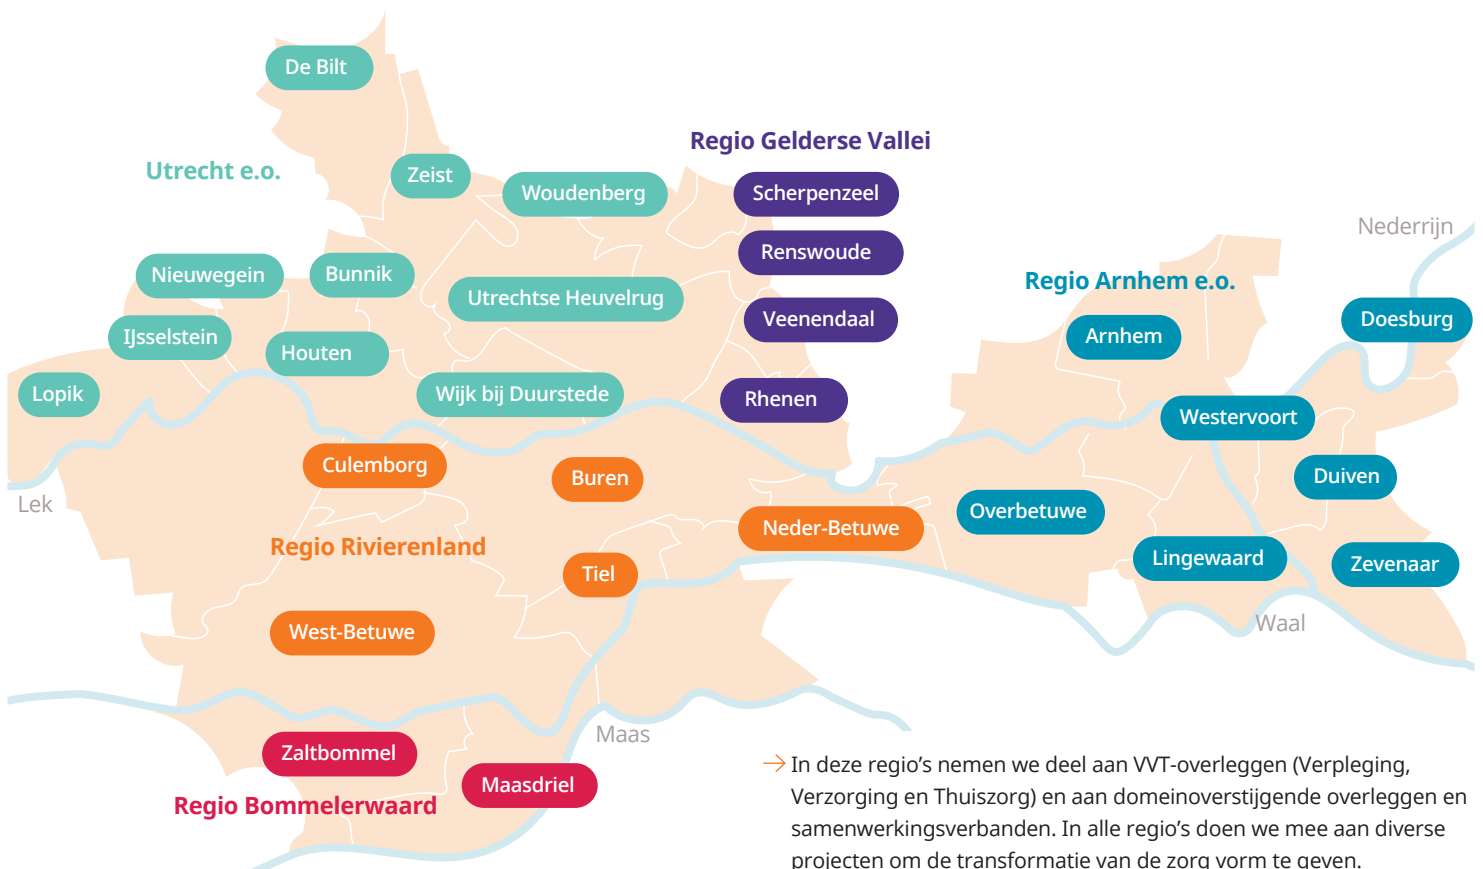 De Bilt
Regio Gelderse Vallei
Utrecht e.o.
Zeist
Woudenberg
Scherpenzeel
Nederrijn
Renswoude
Nieuwegein
Bunnik
Regio Arnhem e.o.
Utrechtse Heuvelrug
Veenendaal
Doesburg
IJsselstein
Arnhem
Houten
Lopik
Wijk bij Duurstede
Rhenen
Westervoort
Culemborg
Buren
Duiven
Lek
Overbetuwe
Neder-Betuwe
Regio Rivierenland
Lingewaard
Zevenaar
Tiel
Waal
West-Betuwe
Maas
Zaltbommel
Maasdriel
Regio Bommelerwaard
→ In deze regio’s nemen we deel aan VVT-overleggen (Verpleging,
Verzorging en Thuiszorg) en aan domeinoverstijgende overleggen en
samenwerkingsverbanden. In alle regio’s doen we mee aan diverse
projecten om de transformatie van de zorg vorm te geven.